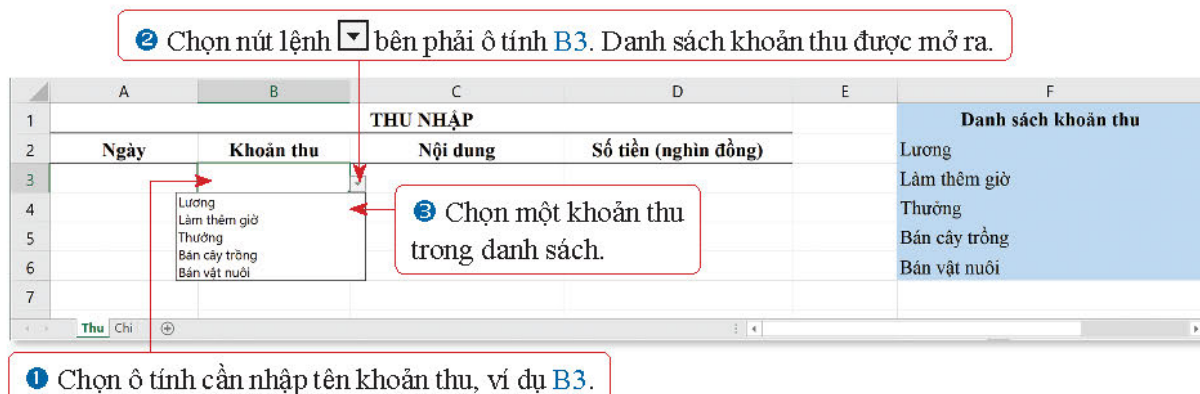 ❷ Chọn nút lệnh bên phải ô tính B3. Danh sách khoản thu được mở ra.
A B C D E F
1 THU NHẬP Danh sách khoản thu
2 Ngày Khoản thu Nội dung Số tiền (nghìn đồng) Lương
3 Làm thêm giờ
4 Thưởng
5 Bán cây trồng
6 Bán vật nuôi
7
Lương
Làm thêm giờ
Thưởng
Bán cây trồng
Bán vật nuôi
❸ Chọn một khoản thu
trong danh sách.
Thu Chi
❶ Chọn ô tính cần nhập tên khoản thu, ví dụ B3.